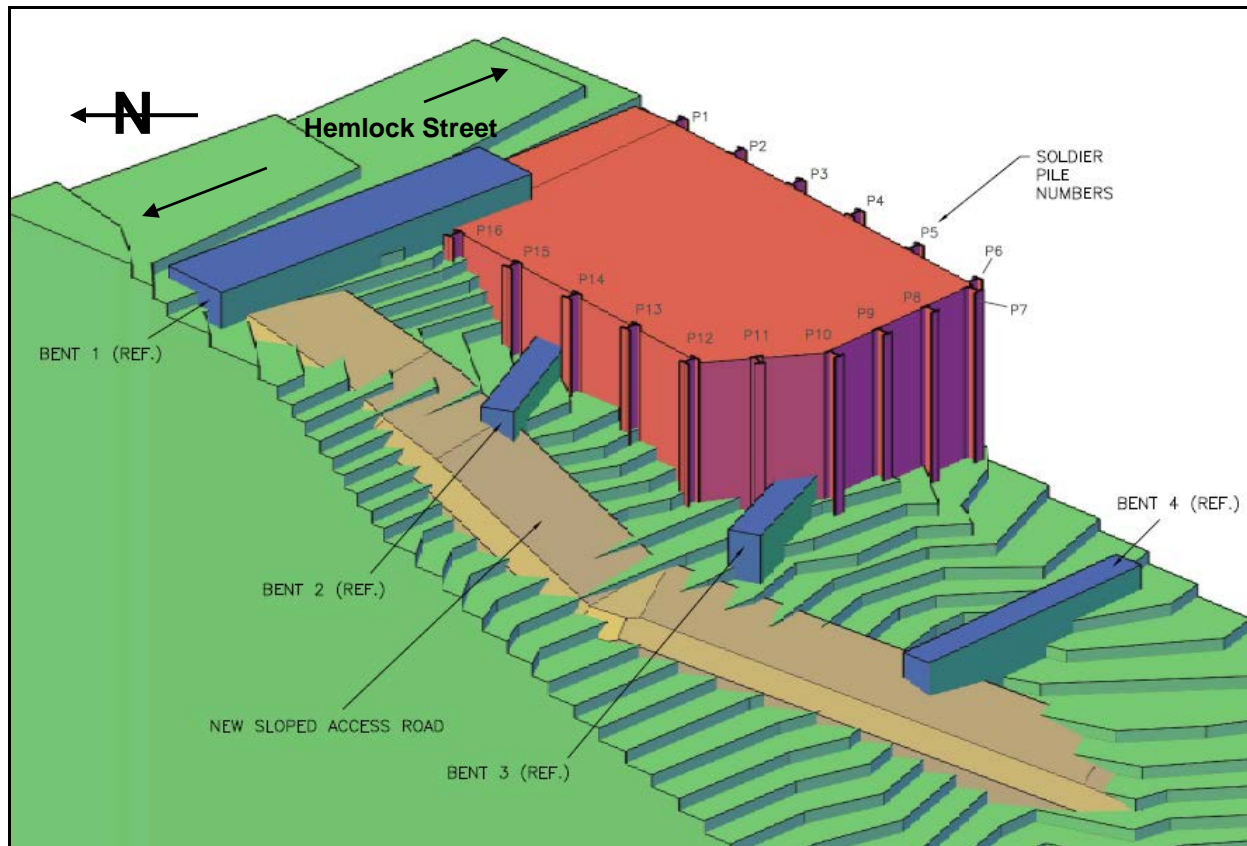 N
Hemlock Street
P1
P2
P3
P4
P5
P6
P7
SOLDIER
PILE
NUMBERS
P16
P15
P14
P13
P12
P11
P10
P9
P8
BENT 1 (REF.)
BENT 2 (REF.)
BENT 4 (REF.)
NEW SLOPED ACCESS ROAD
BENT 3 (REF.)